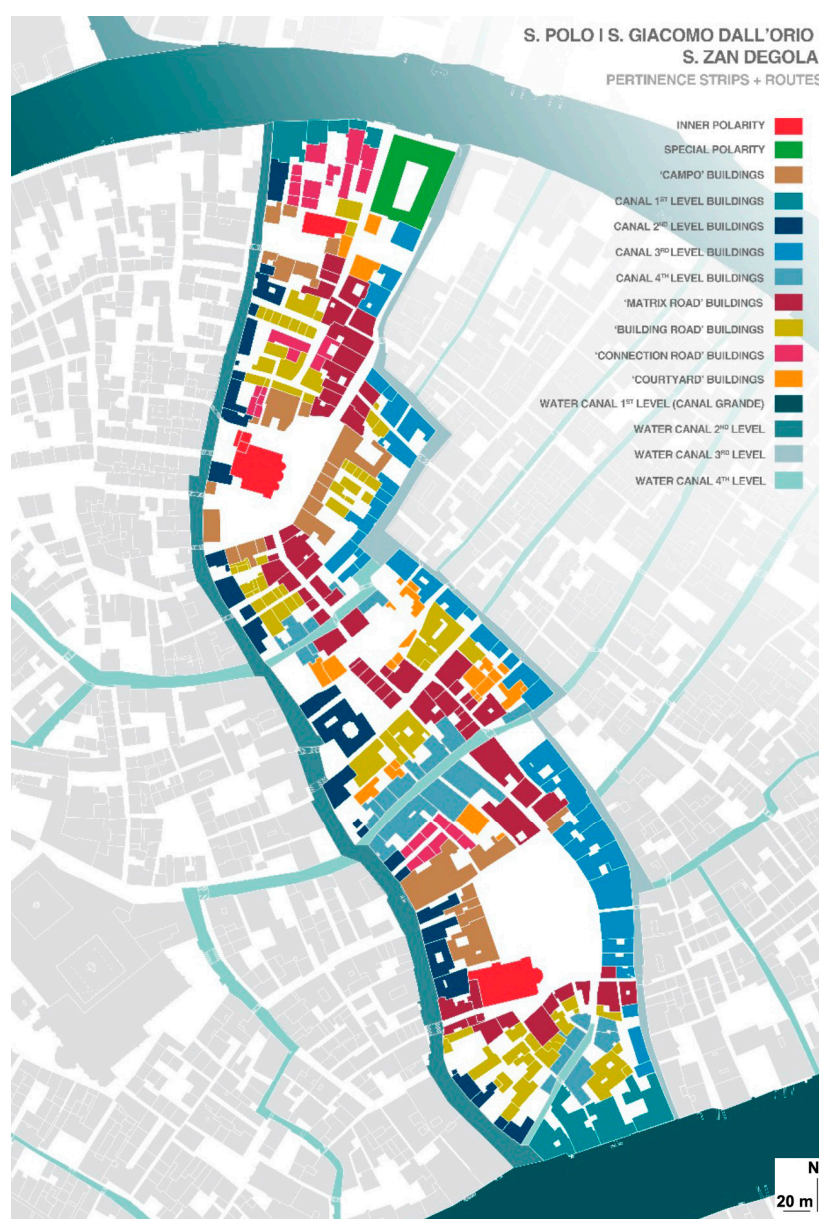 S. POLO I S. GIACOMO DALL'ORIO
S. ZAN DEGOLA
PERTINENCE STRIPS + ROUTES
INNER POLARITY
SPECIAL POLARITY
'CAMPO' BUILDINGS
CANAL 1ST LEVEL BUILDINGS
CANAL 2ND LEVEL BUILDINGS
CANAL 3RD LEVEL BUILDINGS
CANAL 4TH LEVEL BUILDINGS
'MATRIX ROAD' BUILDINGS
'BUILDING ROAD' BUILDINGS
'CONNECTION ROAD' BUILDINGS
'COURTYARD' BUILDINGS
WATER CANAL 1ST LEVEL (CANAL GRANDE)
WATER CANAL 2ND LEVEL
WATER CANAL 3RD LEVEL
WATER CANAL 4TH LEVEL
N
20 m